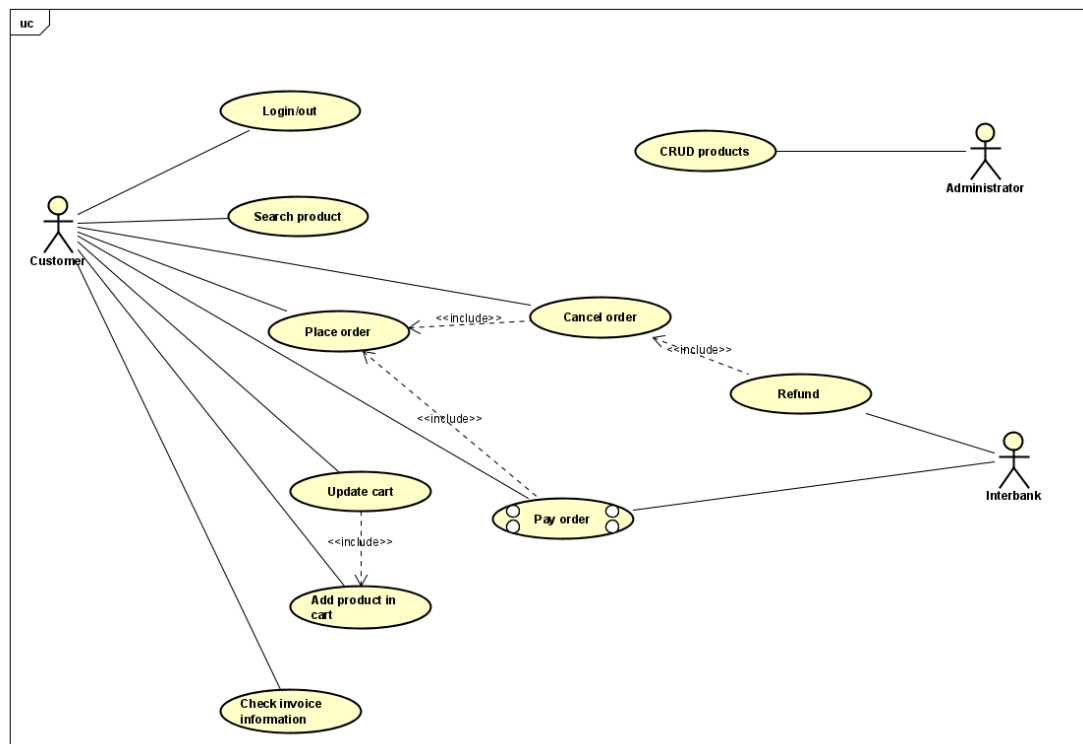 uc
Login/out
CRUD products
Administrator
Search product
Customer
Place order
<<include>>
Cancel order
<<include>>
Refund
<<include>>
Interbank
Update cart
Pay order
<<include>>
Add product in
cart
Check invoice
information